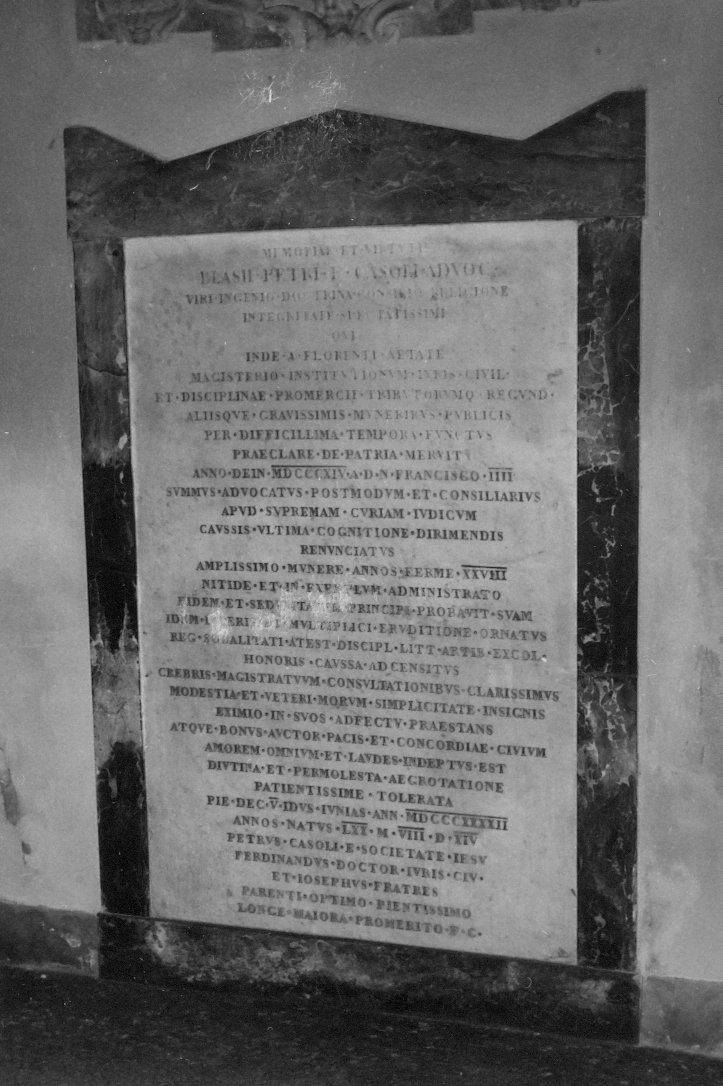 MEMORIAE·ET·VIRTVTI
BLASII·PETRI·F·CASOLI·ADVOC·
VIRI·INGENIO·DOCTRINA·CONSILIO·RELIGIONE
INTEGRITATE·SPECTATISSIMI
QVI
INDE·A·FLORENTI·AETATE
MAGISTERIO·INSTITVTIONVM·IVRIS·CIVIL·
ET·DISCIPLINAE·PROMERCII·TRIBVTVMQ·REGVND·
ALIISQVE·GRAVISSIMIS·MVNERIBVS·PVBLICIS
PER·DIFFICILLIMA·TEMPORA·FVNCTVS
PRAECLARE·DE·PATRIA·MERVIT
ANNO·DEIN·MDCCCXIV·A·D·N·FRANCISCO·IIII
SVMMVS·ADVOCATVS·POSTMODVM·ET·CONSILIARIVS
APVD·SVPREMAM·CVRIAM·IVDICVM
CAVSSIS·VLTIMA·COGNITIONE·DIRIMENDIS
RENVNCIATVS
AMPLISSIMO·MVNERE·ANNOS·FERME·XXVIII
NITIDE·ET·IN·EXEMPLVM·ADMINISTRATO
FIDEM·ET·SEDVLITATEM·PRINCIPI·PROBAVIT·SVAM
IDEM·LITERIS·ET·MVLTIPLICI·ERVDITIONE·ORNATVS
REG·SODALITATI·ATEST·DISCIPL·LITT·ARTIB·EXCOL·
HONORIS·CAVSSA·ADCENSITVS
CREBRIS·MAGISTRATVVM·CONSVLTATIONIBVS·CLARISSIMVS
MODESTIA·ET·VETERI·MORVM·SIMPLICITATE·INSIGNIS
EXIMIO·IN·SVOS·ADFECTV·PRAESTANS
ATQVE·BONVS·AVCTOR·PACIS·ET·CONCORDIAE·CIVIVM
AMOREM·OMNIVM·ET·LAVDES·INDEPTVS·EST
DIVTINA·ET·PERMOLESTA·AEGROTATIONE
PATIENTISSIME·TOLERATA
PIE·DEC·V·IDVS·IVNIAS·ANN·MDCCCXXXXII
ANNOS·NATVS·LXX·M·VIII·D·XIV
PETRVS·CASOLI·E·SOCIETATE·IESV
FERDINANDVS·DOCTOR·IVRIS·CIV·
ET·IOSEPHVS·FRATRES
PARENTI·OPTIMO·PIENTISSIMO
LONGE·MAIORA·PROMERITO·P·C·